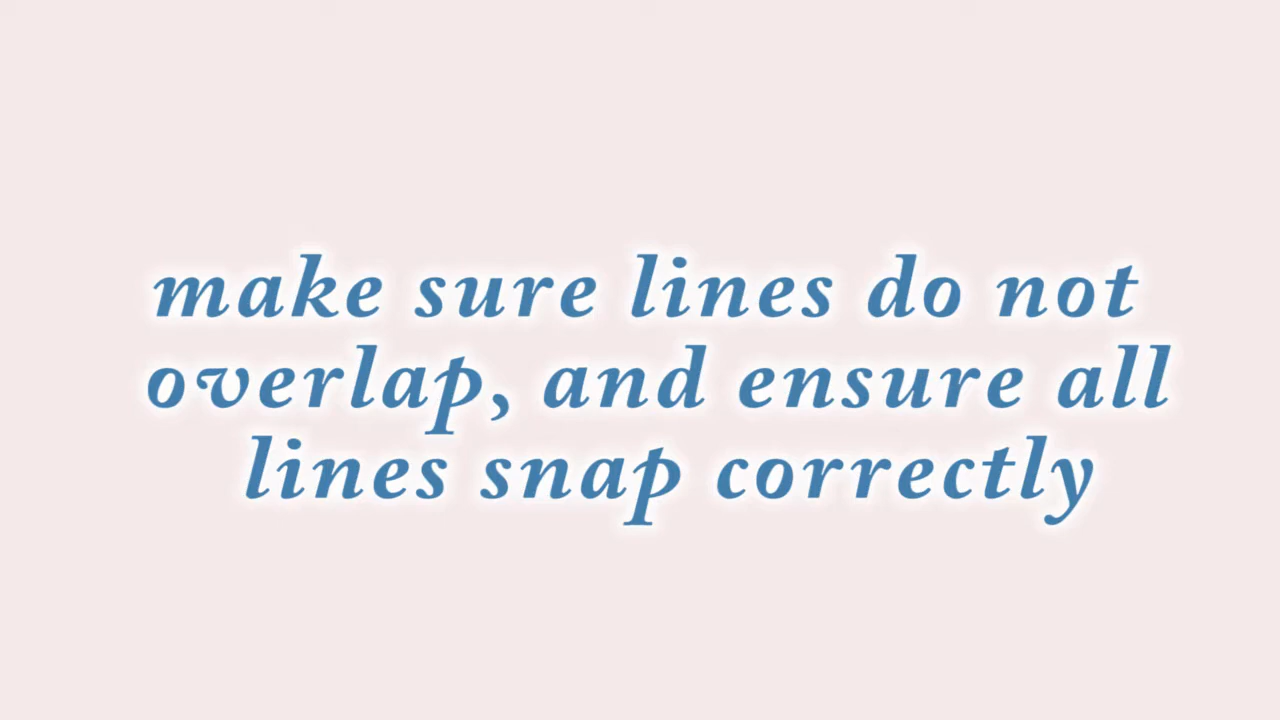 make sure lines do not
overlap, and ensure all
lines snap correctly